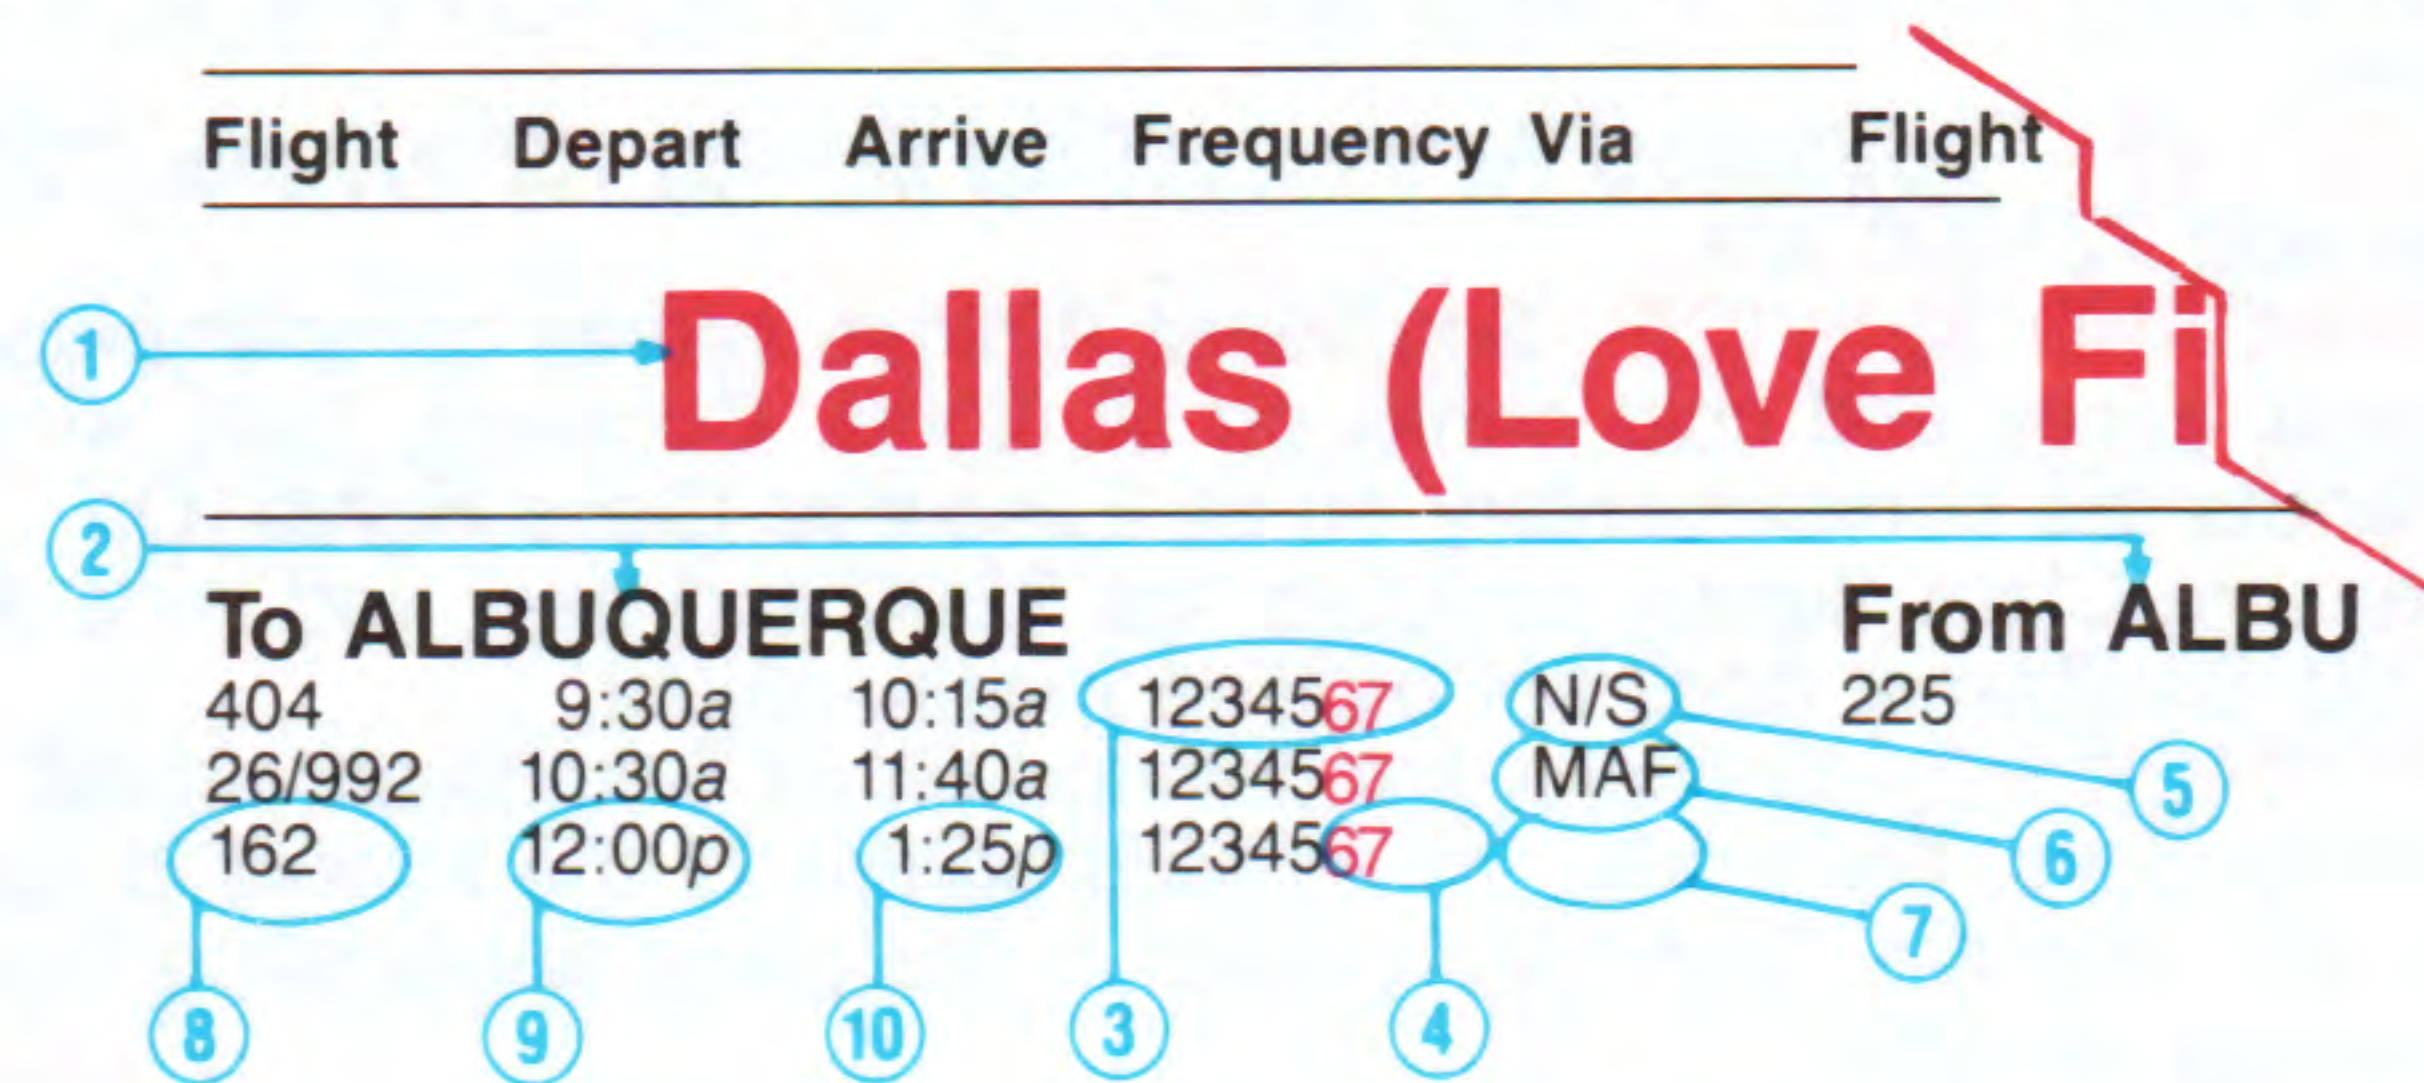 Flight Depart Arrive Frequency Via Flight
1 Dallas (Love Fi
2
To ALBUQUERQUE From ALBU
404 9:30a 10:15a 1234567 N/S 225
26/992 10:30a 11:40a 1234567 MAF 5
162 12:00p 1:25p 1234567 6
7
8 9 10 3 4